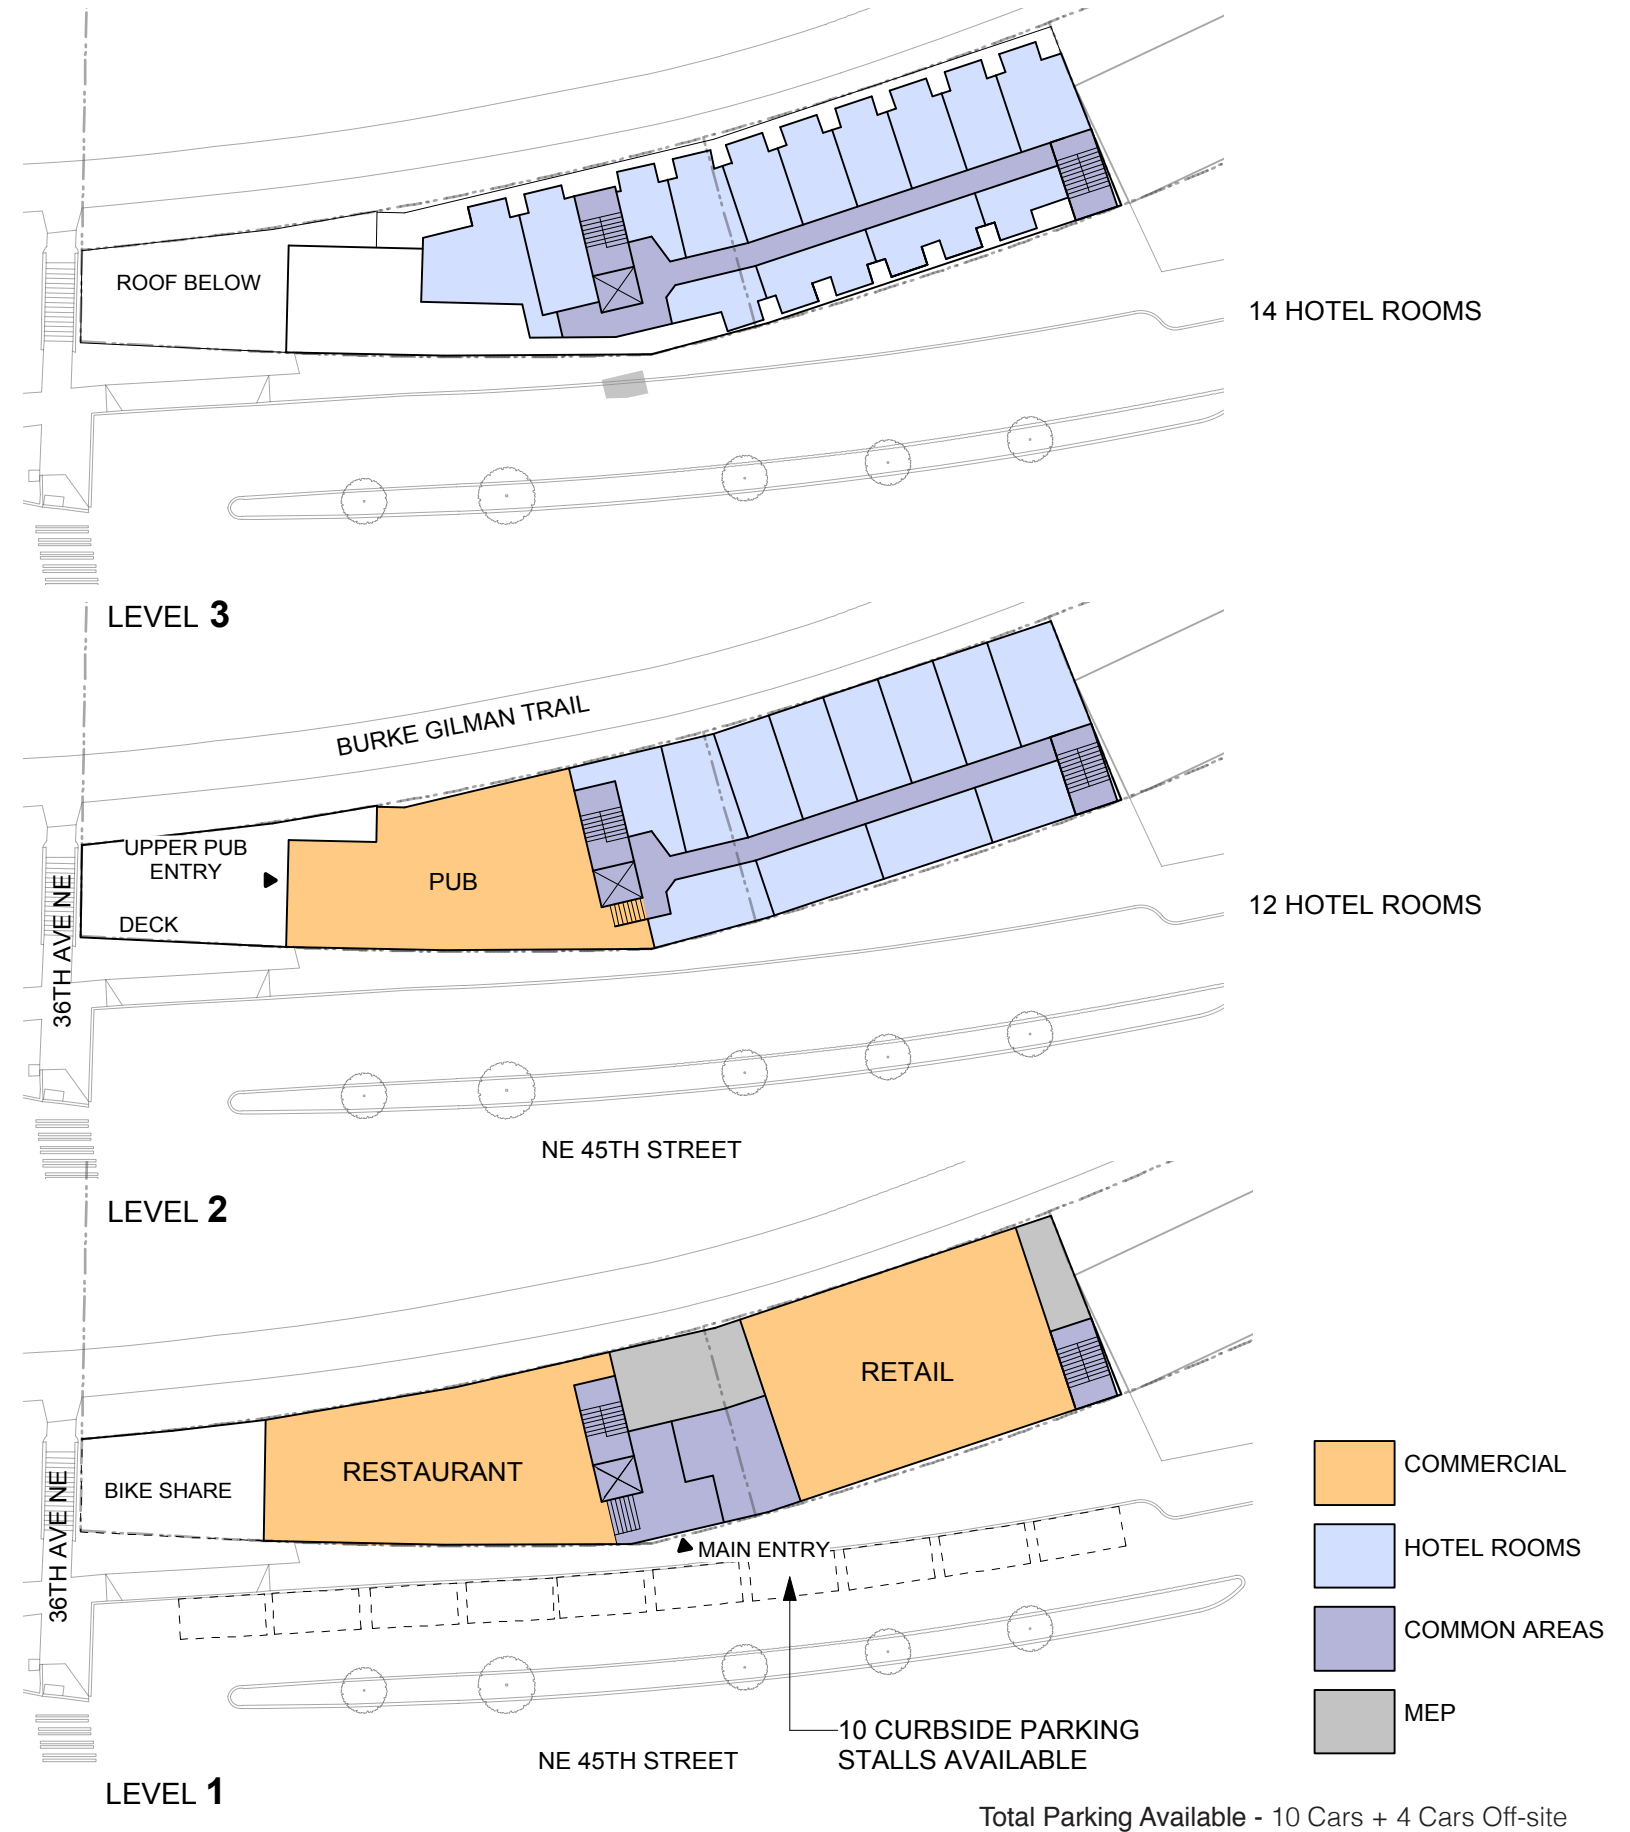 ROOF BELOW
14 HOTEL ROOMS
LEVEL 3
BURKE GILMAN TRAIL
UPPER PUB
ENTRY
PUB
DECK
12 HOTEL ROOMS
36TH AVE NE
NE 45TH STREET
LEVEL 2
RETAIL
RESTAURANT
BIKE SHARE
36TH AVE NE
MAIN ENTRY
COMMERCIAL
HOTEL ROOMS
COMMON AREAS
MEP
10 CURBSIDE PARKING
STALLS AVAILABLE
NE 45TH STREET
LEVEL 1
Total Parking Available - 10 Cars + 4 Cars Off-site